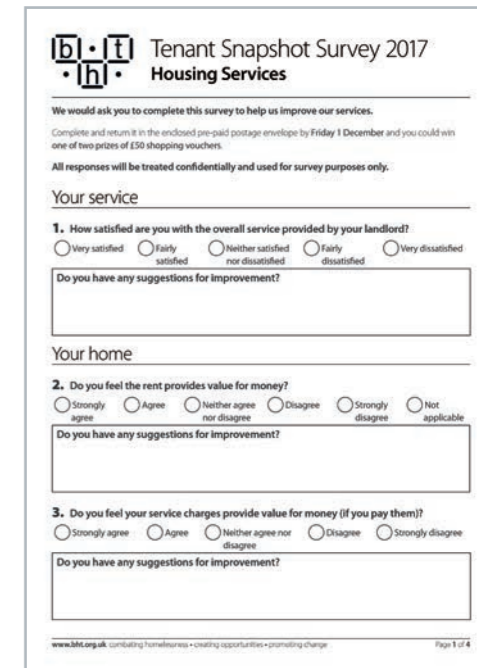 b t
h
Tenant Snapshot Survey 2017
Housing Services
We would ask you to complete this survey to help us improve our services.
Complete and return it in the enclosed pre-paid postage envelope by Friday 1 December and you could win
one of two prizes of £50 shopping vouchers.
All responses will be treated confidentially and used for survey purposes only.
Your service
1. How satisfied are you with the overall service provided by your landlord?
Very satisfied Fairly satisfied Neither satisfied nor dissatisfied Fairly dissatisfied Very dissatisfied
Do you have any suggestions for improvement?
Your home
2. Do you feel the rent provides value for money?
Strongly agree Agree Neither agree nor disagree Disagree Strongly disagree Not applicable
Do you have any suggestions for improvement?
3. Do you feel your service charges provide value for money (if you pay them)?
Strongly agree Agree Neither agree nor disagree Disagree Strongly disagree
Do you have any suggestions for improvement?
www.bht.org.uk combating homelessness • creating opportunities • promoting change Page 1 of 4